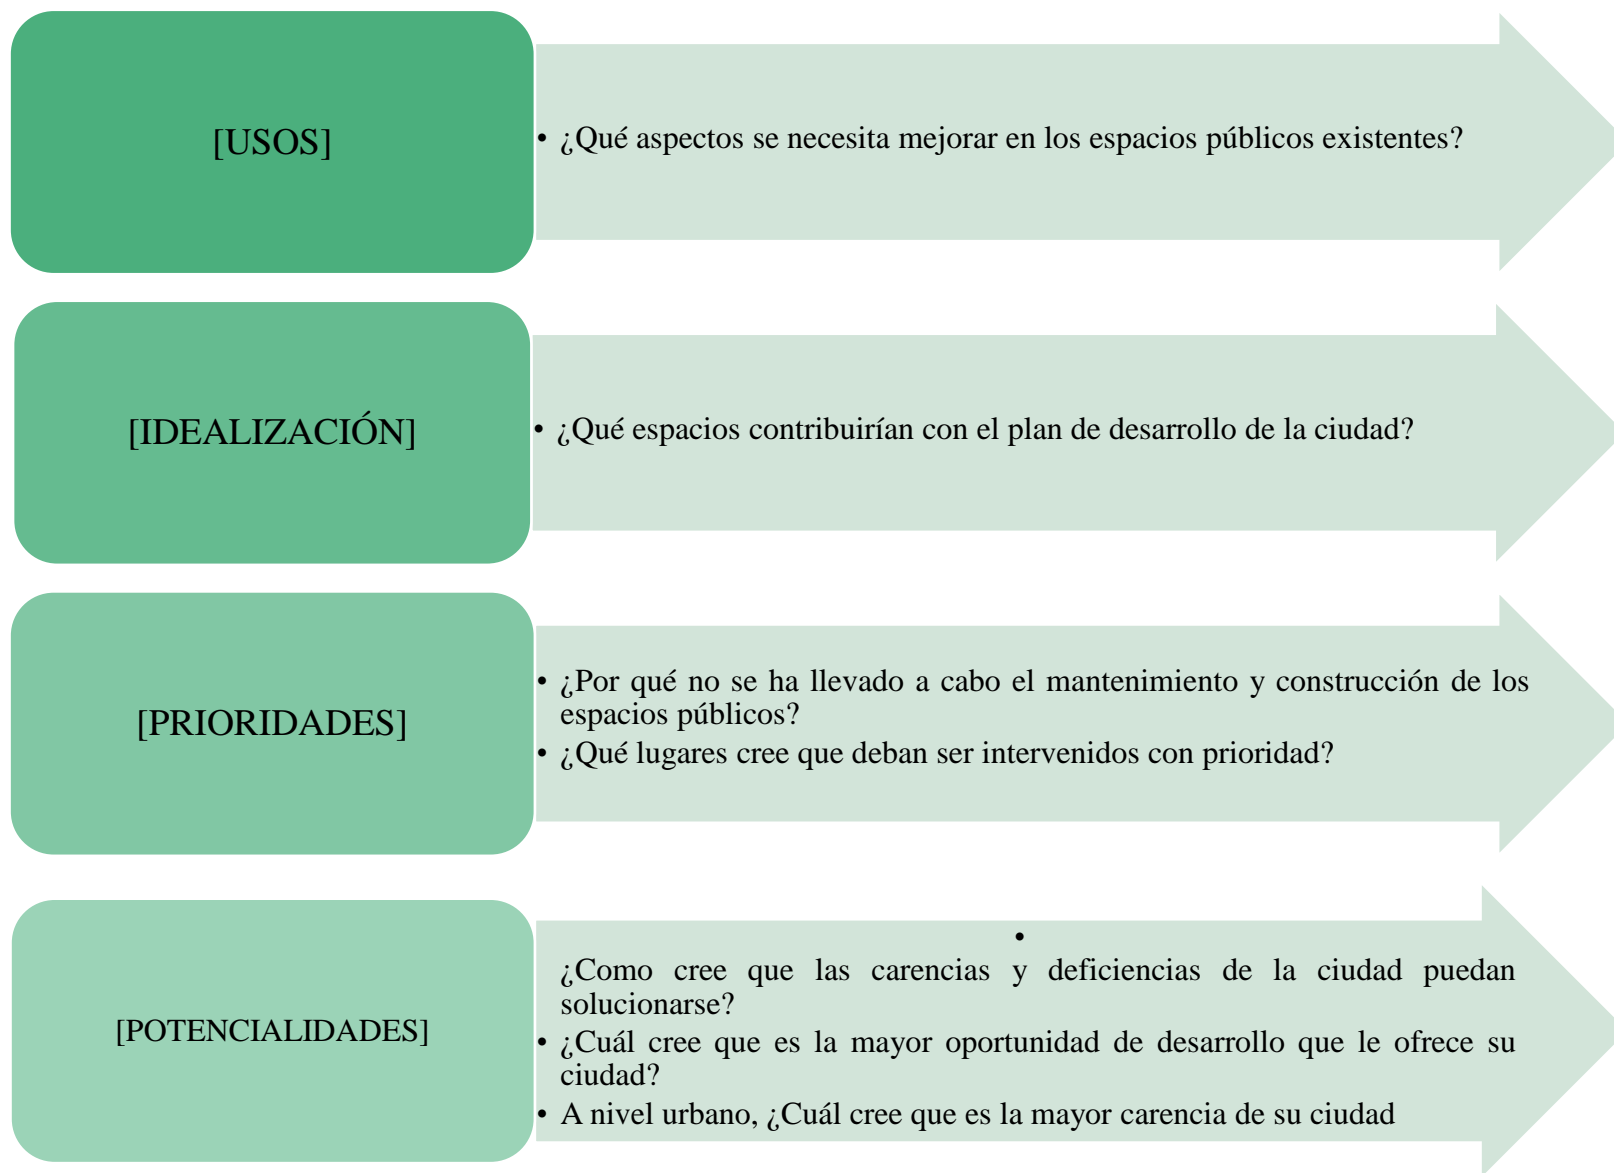 [USOS]
• ¿Qué aspectos se necesita mejorar en los espacios públicos existentes?
[IDEALIZACIÓN]
• ¿Qué espacios contribuirían con el plan de desarrollo de la ciudad?
[PRIORIDADES]
• ¿Por qué no se ha llevado a cabo el mantenimiento y construcción de los
espacios públicos?
• ¿Qué lugares cree que deban ser intervenidos con prioridad?
[POTENCIALIDADES]
•
¿Como cree que las carencias y deficiencias de la ciudad puedan
solucionarse?
• ¿Cuál cree que es la mayor oportunidad de desarrollo que le ofrece su
ciudad?
• A nivel urbano, ¿Cuál cree que es la mayor carencia de su ciudad